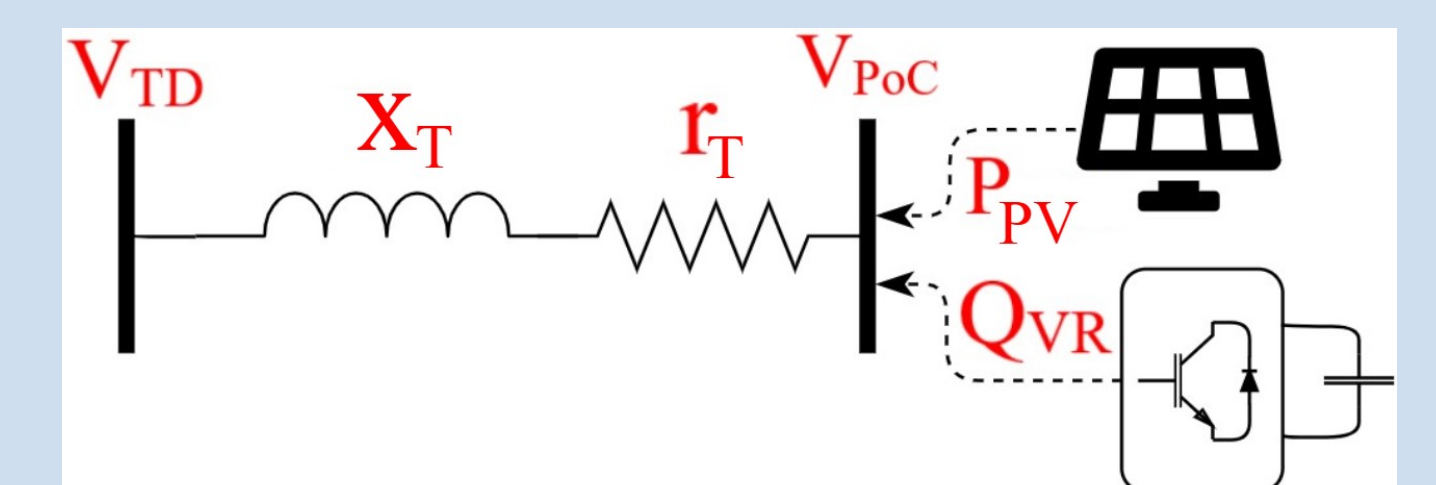 V_TD
X_T
r_T
V_PoC
P_PV
Q_VR